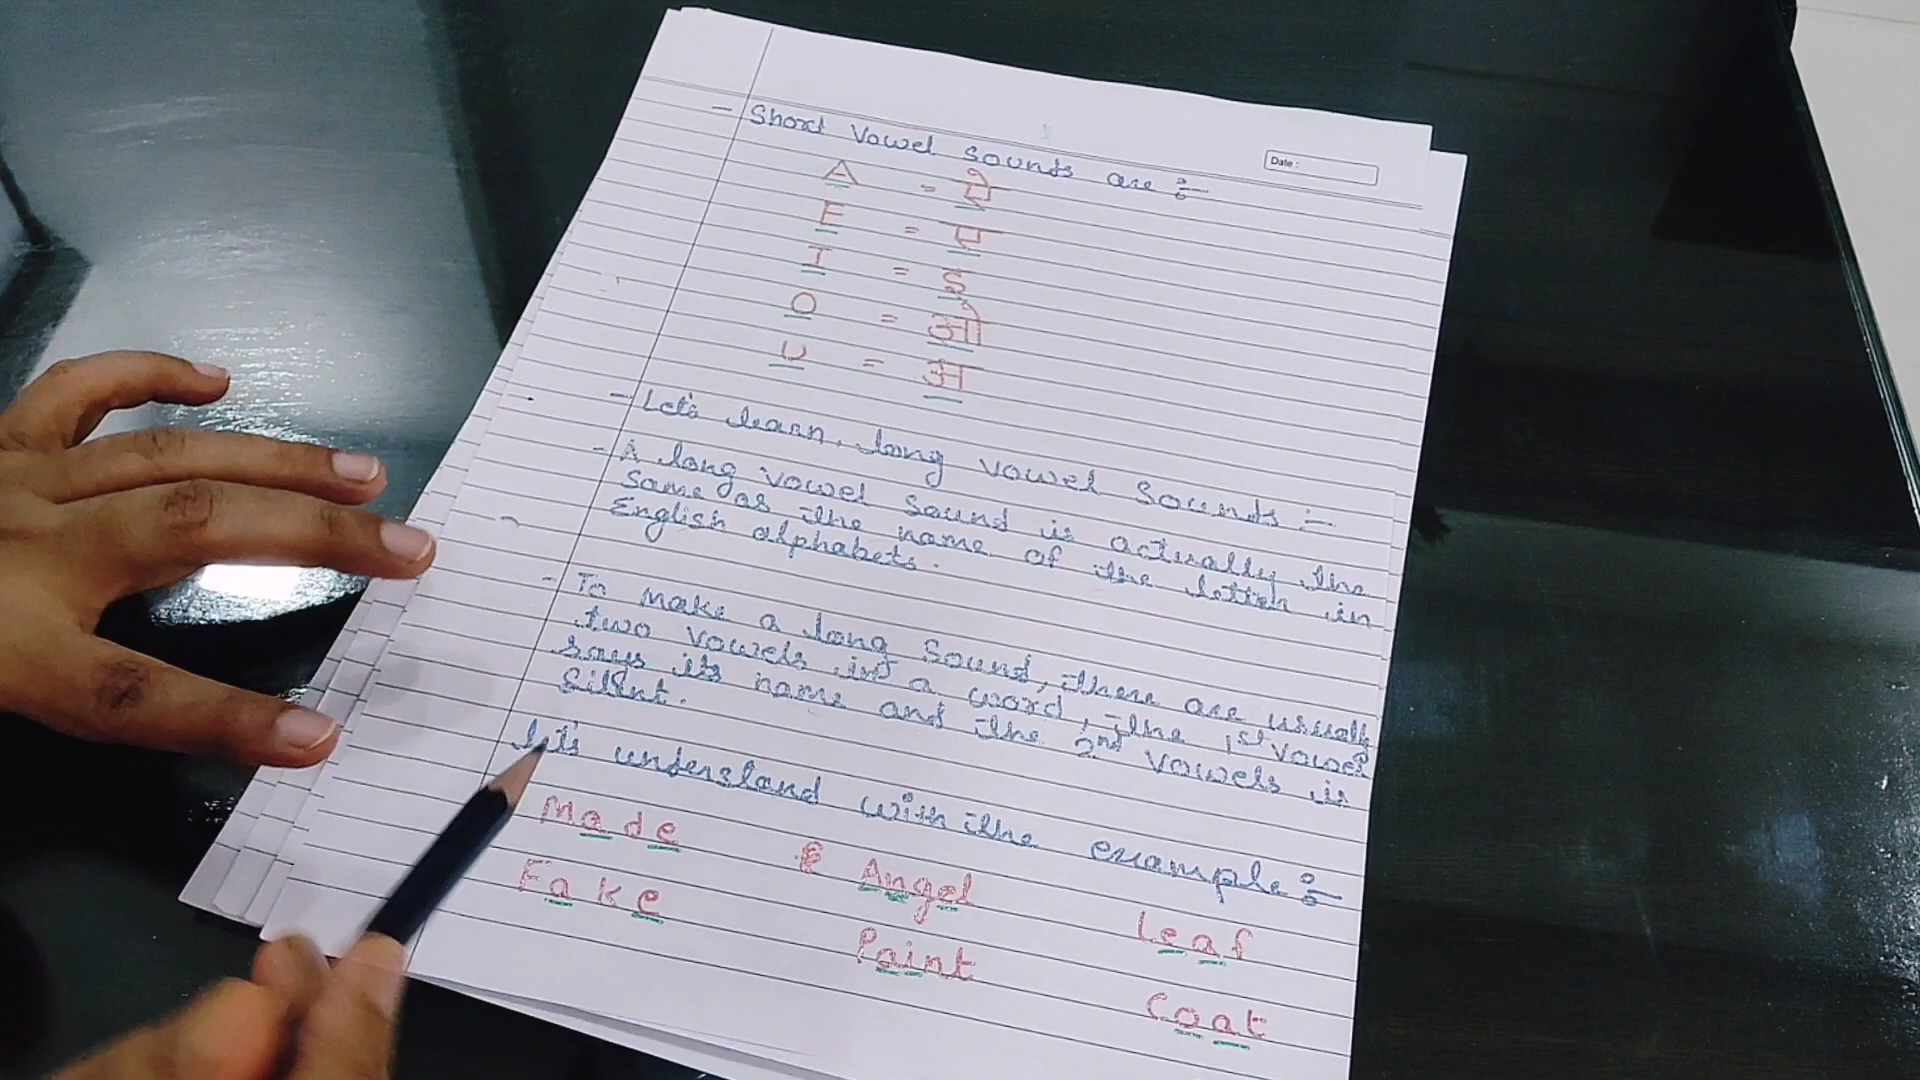 - Short Vowel sounds are :-
Date :
A = ऐ
E = ए
I = इ
O = ओ
U = अ
- Let's learn, long vowel Sounds :-
- A long vowel sound is actually the
Same as the name of the letter in
English alphabets.
- To make a long sound, there are usually
two vowels in a word, the 1st vowel
says its name and the 2nd vowels is
Silent.
Let's understand with the example :-
Made Angel Leaf
Fake Paint Coat